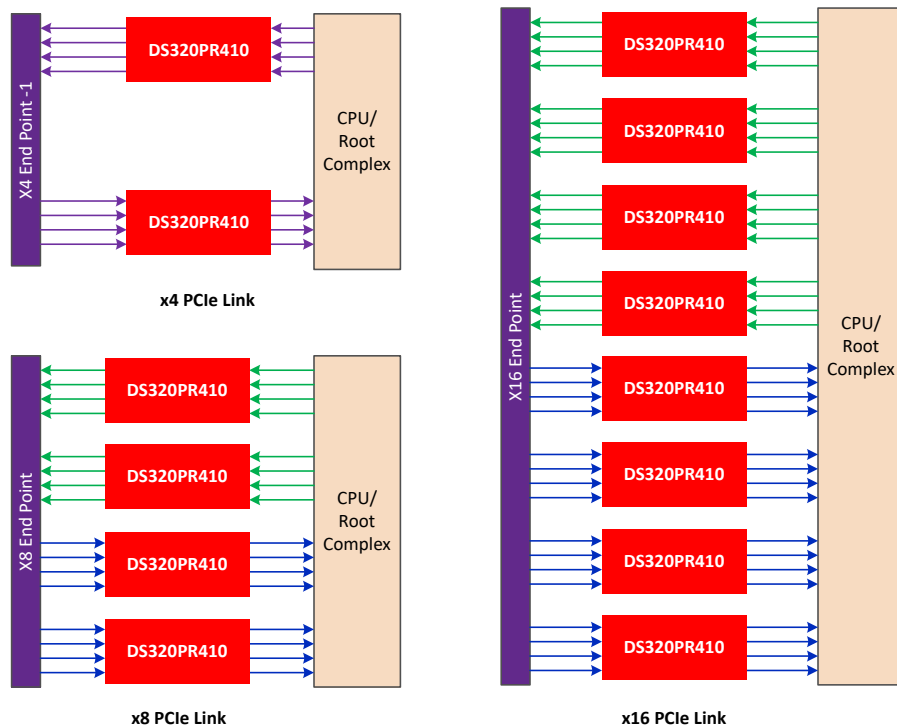 X4 End Point -1
DS320PR410
DS320PR410
CPU/
Root
Complex
x4 PCIe Link
X8 End Point
DS320PR410
DS320PR410
DS320PR410
DS320PR410
CPU/
Root
Complex
x8 PCIe Link
X16 End Point
DS320PR410
DS320PR410
DS320PR410
DS320PR410
DS320PR410
DS320PR410
DS320PR410
DS320PR410
CPU/
Root
Complex
x16 PCIe Link